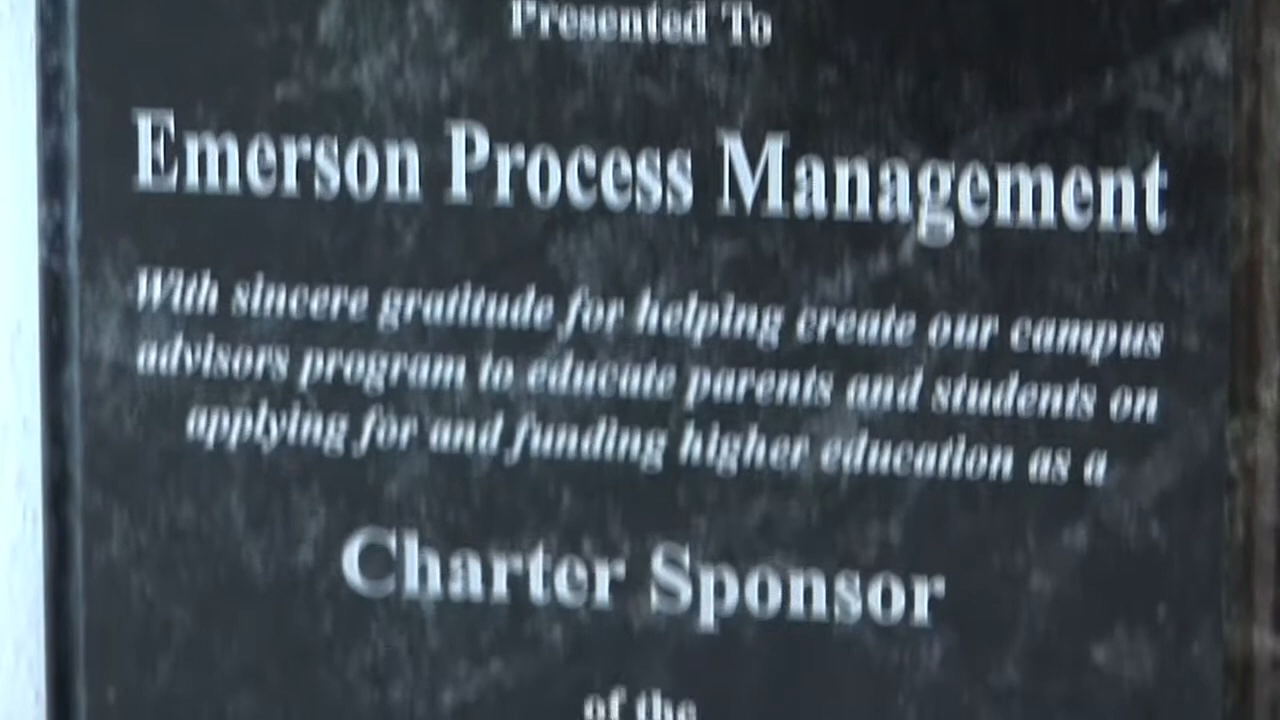 Presented To
Emerson Process Management
With sincere gratitude for helping create our campus
advisors program to educate parents and students on
applying for and funding higher education as a
Charter Sponsor
of the